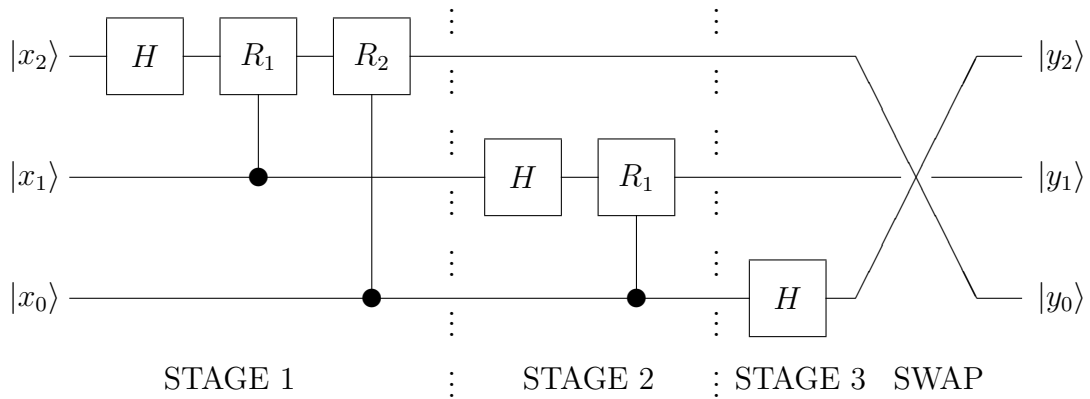 |x₂⟩ H R₁ R₂ |y₂⟩
|x₁⟩ H R₁ |y₁⟩
|x₀⟩ H |y₀⟩
STAGE 1 STAGE 2 STAGE 3 SWAP